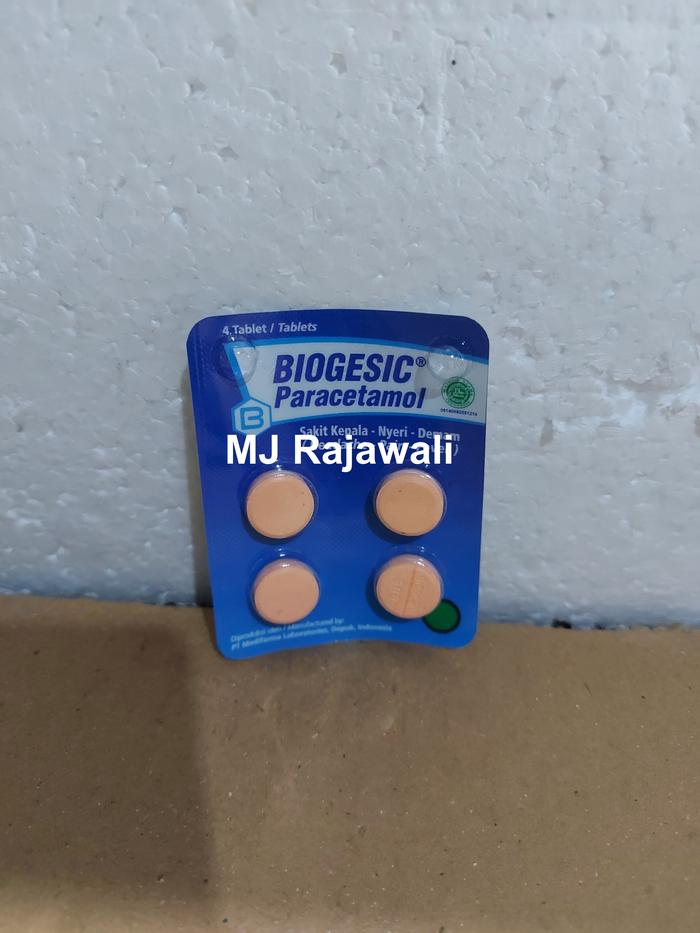 4 Tablet / Tablets
BIOGESIC®
Paracetamol
B
Sakit Kepala - Nyeri - Demam
MJ Rajawali
Diproduksi oleh / Manufactured by:
PT Medifarma Laboratories, Depok, Indonesia